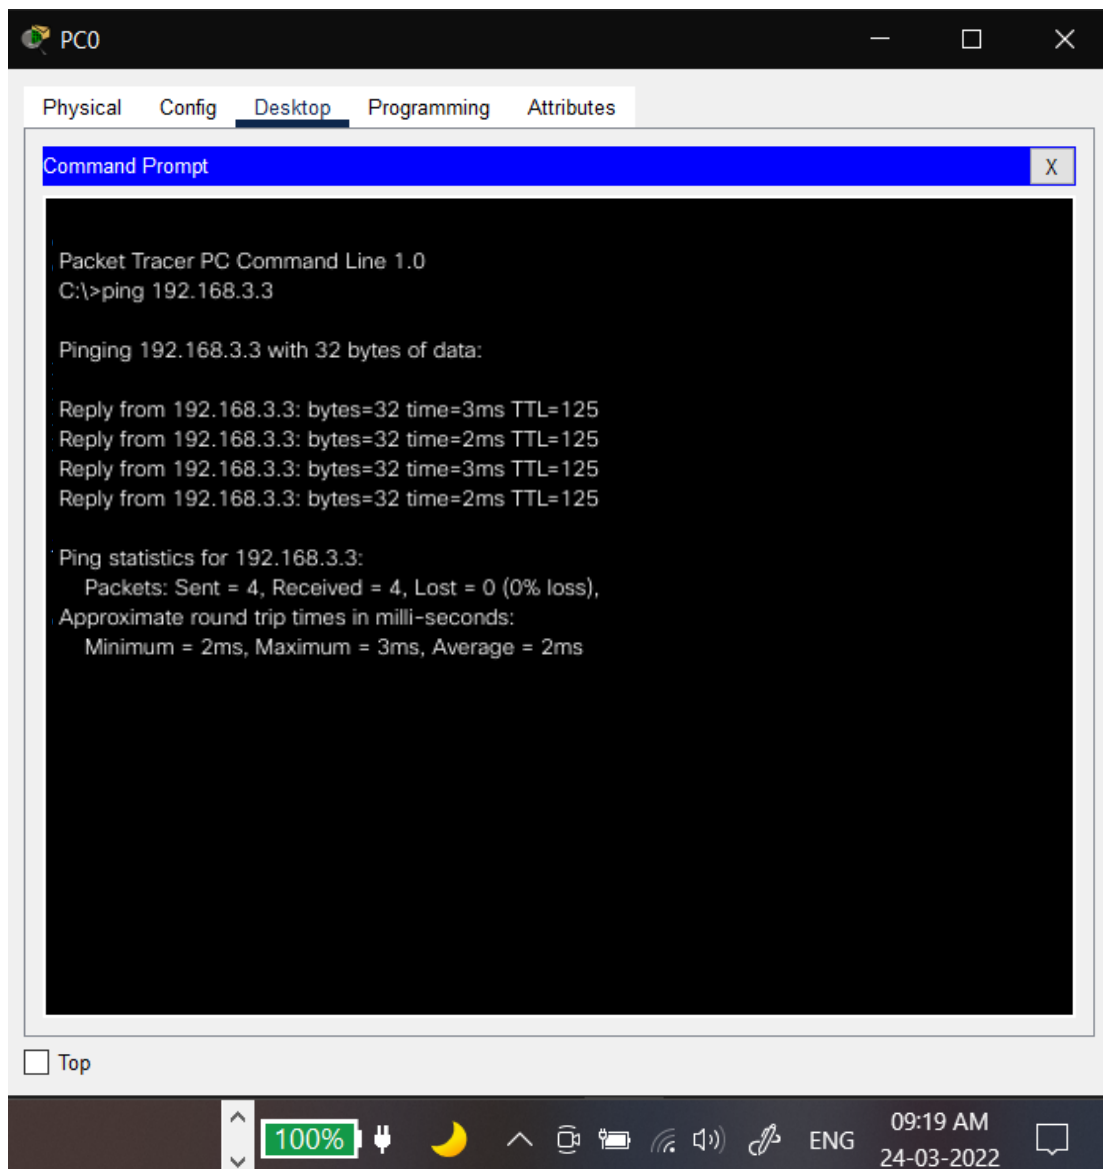 PC0
Physical Config Desktop Programming Attributes
Command Prompt X
Packet Tracer PC Command Line 1.0
C:\>ping 192.168.3.3
Pinging 192.168.3.3 with 32 bytes of data:
Reply from 192.168.3.3: bytes=32 time=3ms TTL=125
Reply from 192.168.3.3: bytes=32 time=2ms TTL=125
Reply from 192.168.3.3: bytes=32 time=3ms TTL=125
Reply from 192.168.3.3: bytes=32 time=2ms TTL=125
Ping statistics for 192.168.3.3:
Packets: Sent = 4, Received = 4, Lost = 0 (0% loss),
Approximate round trip times in milli-seconds:
Minimum = 2ms, Maximum = 3ms, Average = 2ms
Top
100% ENG 09:19 AM
24-03-2022